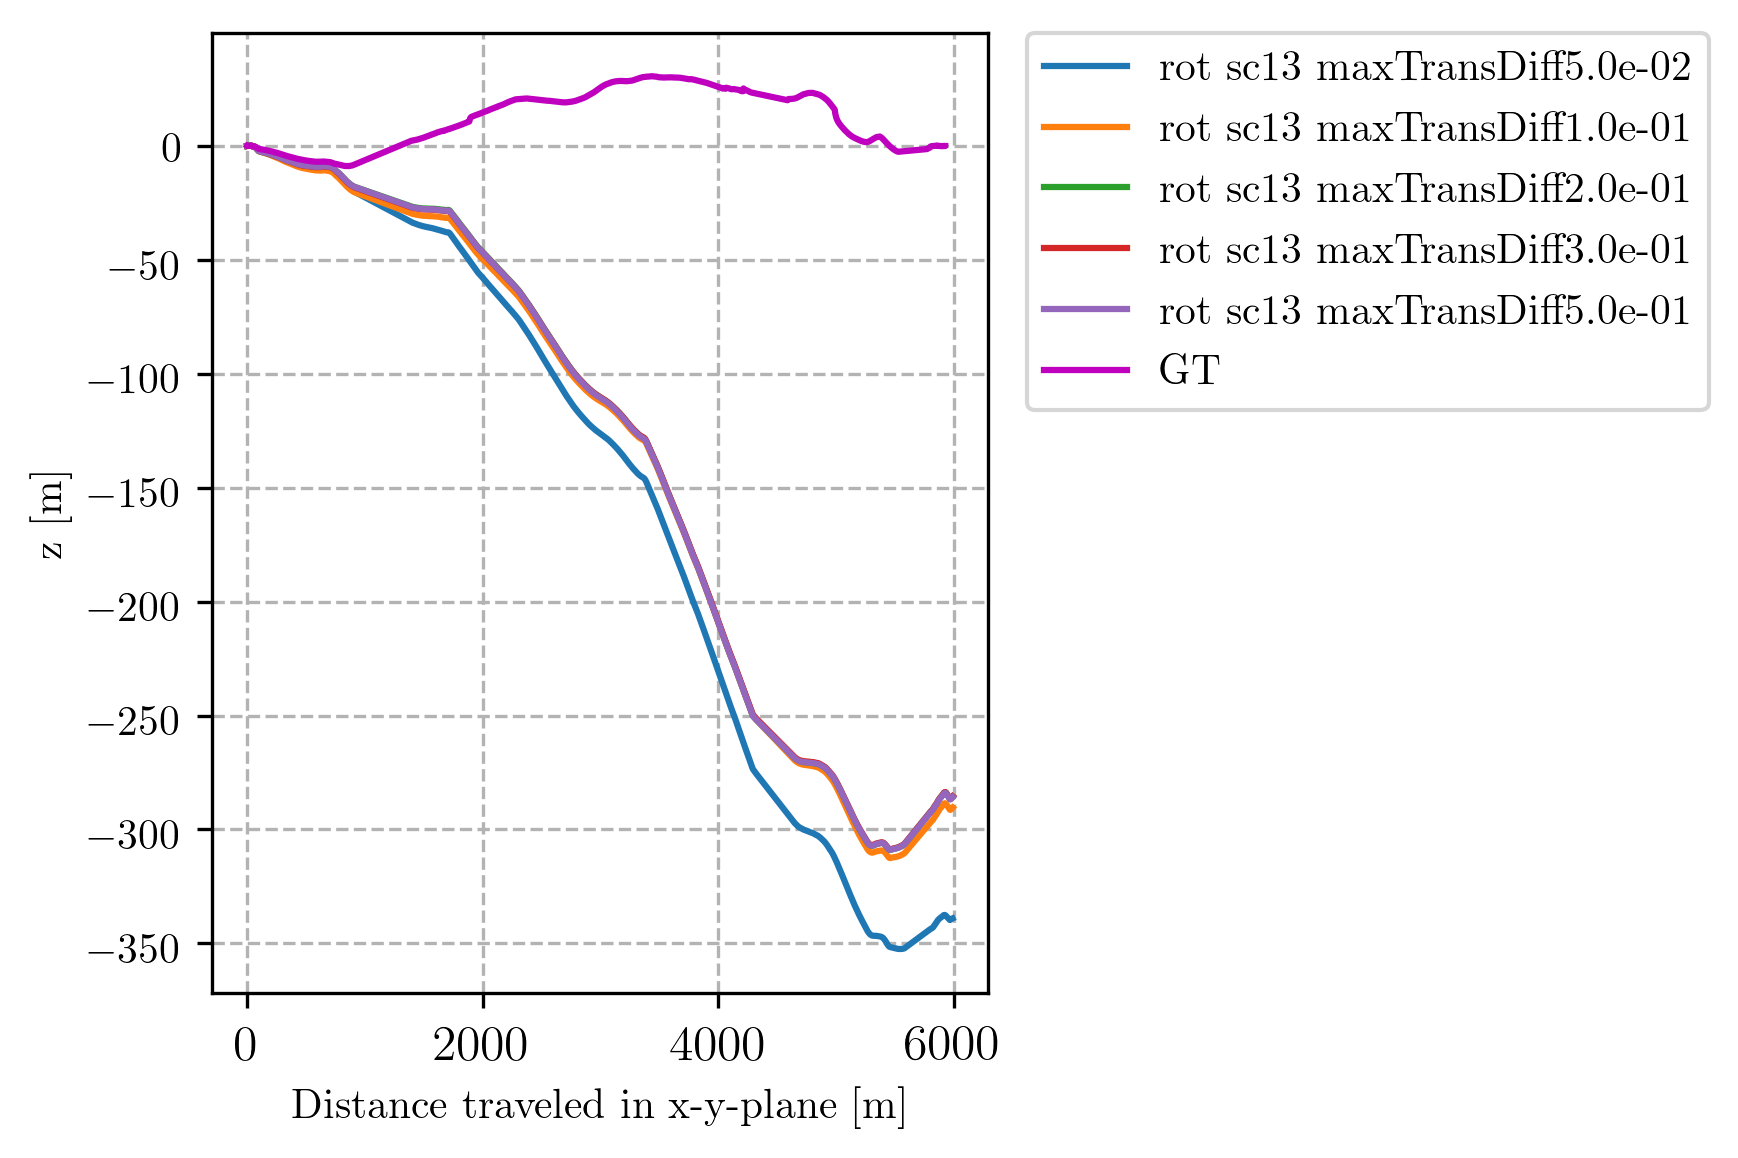 0
−50
−100
−150
−200
−250
−300
−350
z [m]
0 2000 4000 6000
Distance traveled in x-y-plane [m]
rot sc13 maxTransDiff5.0e-02
rot sc13 maxTransDiff1.0e-01
rot sc13 maxTransDiff2.0e-01
rot sc13 maxTransDiff3.0e-01
rot sc13 maxTransDiff5.0e-01
GT